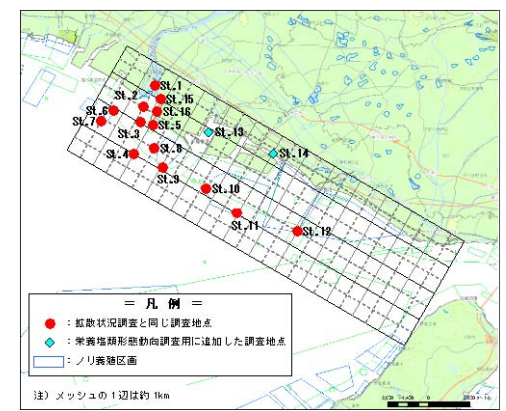 St.1
St.2
St.15
St.6
St.16
St.7
St.3
St.5
St.13
St.4
St.8
St.14
St.9
St.10
St.11
St.12
＝ 凡 例 ＝
：拡散状況調査と同じ調査地点
：栄養塩類形態動向調査用に追加した調査地点
：ノリ養殖区画
注）メッシュの１辺は約 1km